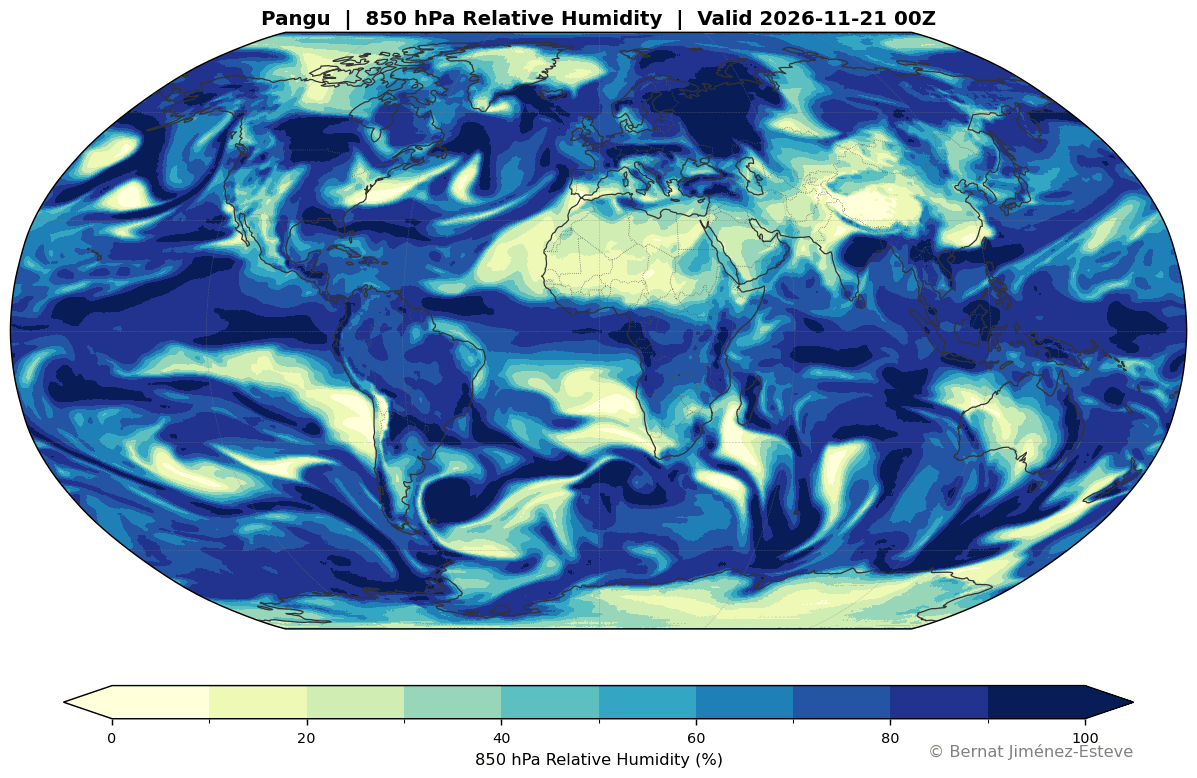 Pangu | 850 hPa Relative Humidity | Valid 2026-11-21 00Z
0 20 40 60 80 100
850 hPa Relative Humidity (%)
© Bernat Jiménez-Esteve